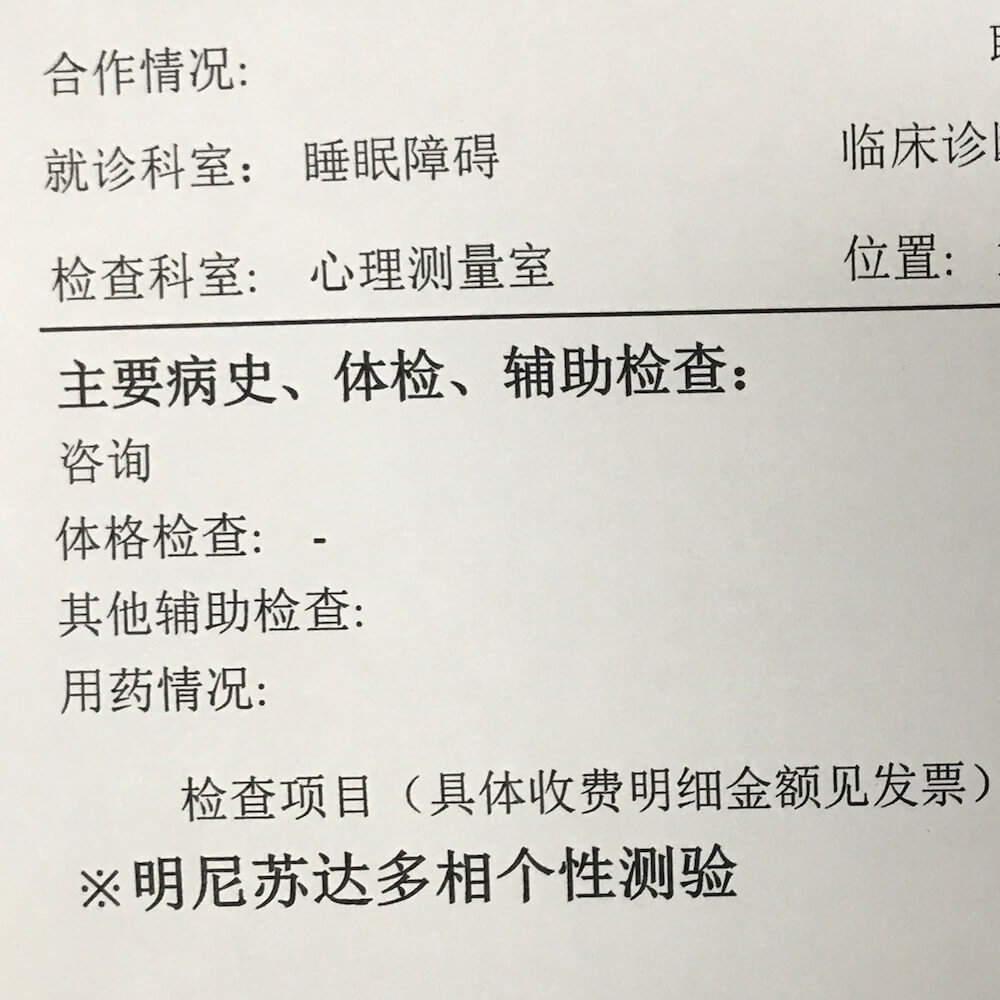 合作情况:
就诊科室： 睡眠障碍 临床诊
检查科室: 心理测量室 位置:
主要病史、体检、辅助检查：
咨询
体格检查: -
其他辅助检查:
用药情况:
检查项目（具体收费明细金额见发票）
※明尼苏达多相个性测验